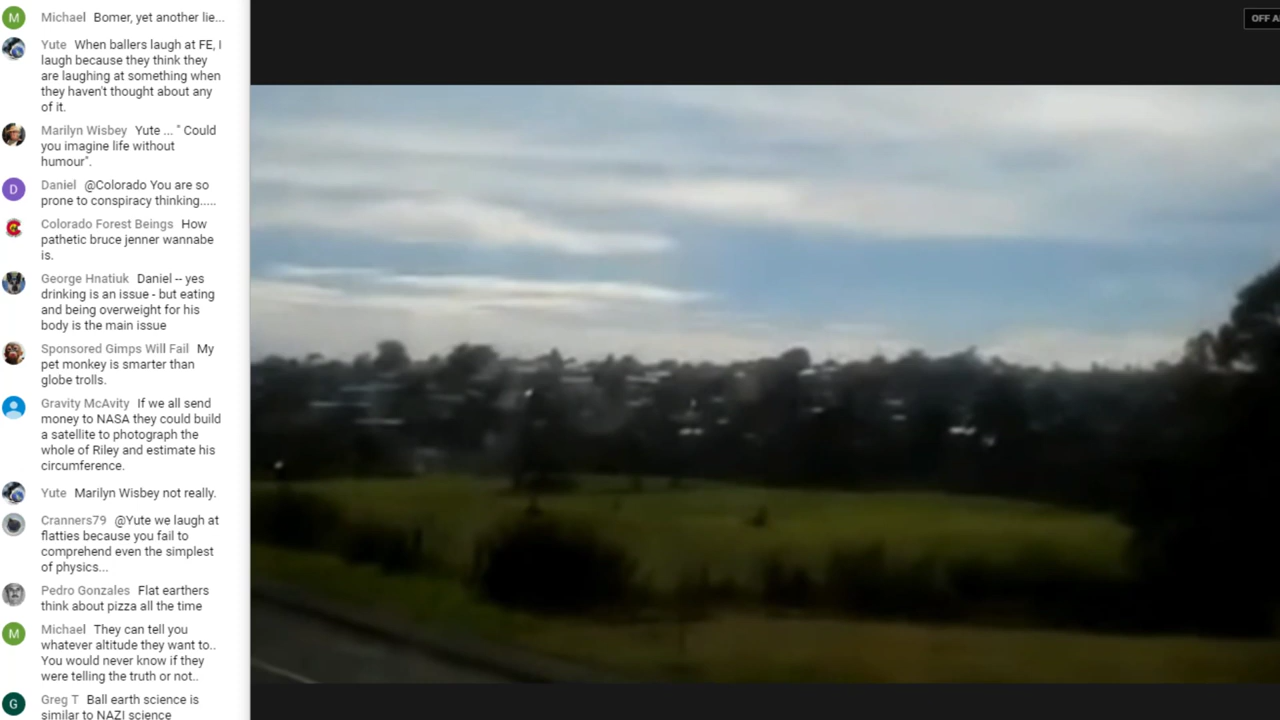 Michael Bomer, yet another lie...
Yute When ballers laugh at FE, I
laugh because they think they
are laughing at something when
they haven't thought about any
of it.
Marilyn Wisbey Yute ... " Could
you imagine life without
humour".
Daniel @Colorado You are so
prone to conspiracy thinking.....
Colorado Forest Beings How
pathetic bruce jenner wannabe
is.
George Hnatiuk Daniel -- yes
drinking is an issue - but eating
and being overweight for his
body is the main issue
Sponsored Gimps Will Fail My
pet monkey is smarter than
globe trolls.
Gravity McAvity If we all send
money to NASA they could build
a satellite to photograph the
whole of Riley and estimate his
circumference.
Yute Marilyn Wisbey not really.
Cranners79 @Yute we laugh at
flatties because you fail to
comprehend even the simplest
of physics...
Pedro Gonzales Flat earthers
think about pizza all the time
Michael They can tell you
whatever altitude they want to..
You would never know if they
were telling the truth or not..
Greg T Ball earth science is
similar to NAZI science
OFF A